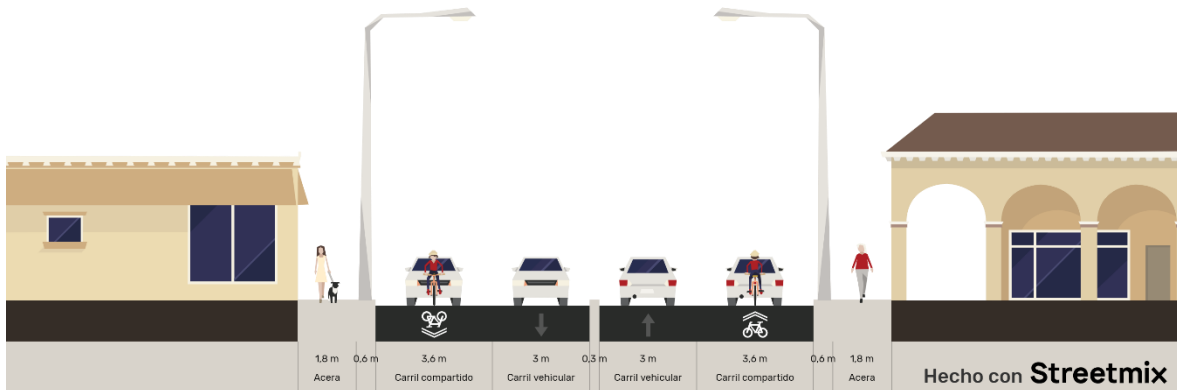 1,8 m 0,6 m 3,6 m 3 m 0,3 m 3 m 3,6 m 0,6 m 1,8 m
Acera Carril compartido Carril vehicular Carril vehicular Carril compartido Acera
Hecho con Streetmix